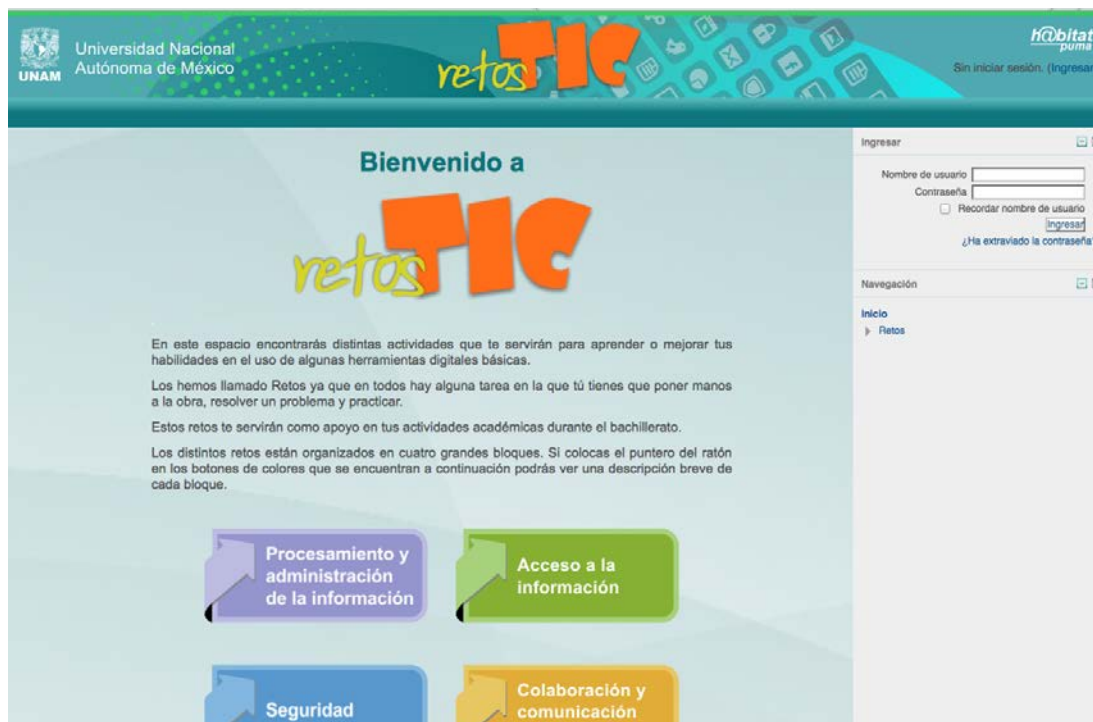 Universidad Nacional
Autónoma de México
UNAM
retosTIC
h@bitat
puma
Sin iniciar sesión. (Ingresar
Bienvenido a
retosTIC
En este espacio encontrarás distintas actividades que te servirán para aprender o mejorar tus
habilidades en el uso de algunas herramientas digitales básicas.
Los hemos llamado Retos ya que en todos hay alguna tarea en la que tú tienes que poner manos
a la obra, resolver un problema y practicar.
Estos retos te servirán como apoyo en tus actividades académicas durante el bachillerato.
Los distintos retos están organizados en cuatro grandes bloques. Si colocas el puntero del ratón
en los botones de colores que se encuentran a continuación podrás ver una descripción breve de
cada bloque.
Procesamiento y
administración
de la información
Acceso a la
información
Seguridad
Colaboración y
comunicación
Ingresar
Nombre de usuario
Contraseña
Recordar nombre de usuario
Ingresar
¿Ha extraviado la contraseña?
Navegación
Inicio
Retos